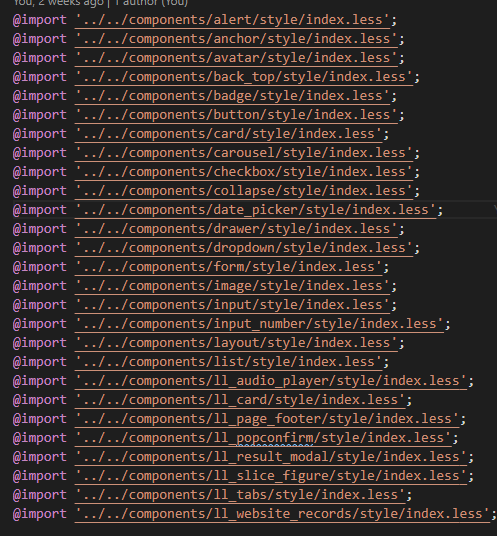 You, 2 weeks ago | 1 author (You)
@import '../../components/alert/style/index.less';
@import '../../components/anchor/style/index.less';
@import '../../components/avatar/style/index.less';
@import '../../components/back_top/style/index.less';
@import '../../components/badge/style/index.less';
@import '../../components/button/style/index.less';
@import '../../components/card/style/index.less';
@import '../../components/carousel/style/index.less';
@import '../../components/checkbox/style/index.less';
@import '../../components/collapse/style/index.less';
@import '../../components/date_picker/style/index.less';
@import '../../components/drawer/style/index.less';
@import '../../components/dropdown/style/index.less';
@import '../../components/form/style/index.less';
@import '../../components/image/style/index.less';
@import '../../components/input/style/index.less';
@import '../../components/input_number/style/index.less';
@import '../../components/layout/style/index.less';
@import '../../components/list/style/index.less';
@import '../../components/ll_audio_player/style/index.less';
@import '../../components/ll_card/style/index.less';
@import '../../components/ll_page_footer/style/index.less';
@import '../../components/ll_popconfirm/style/index.less';
@import '../../components/ll_result_modal/style/index.less';
@import '../../components/ll_slice_figure/style/index.less';
@import '../../components/ll_tabs/style/index.less';
@import '../../components/ll_website_records/style/index.less';